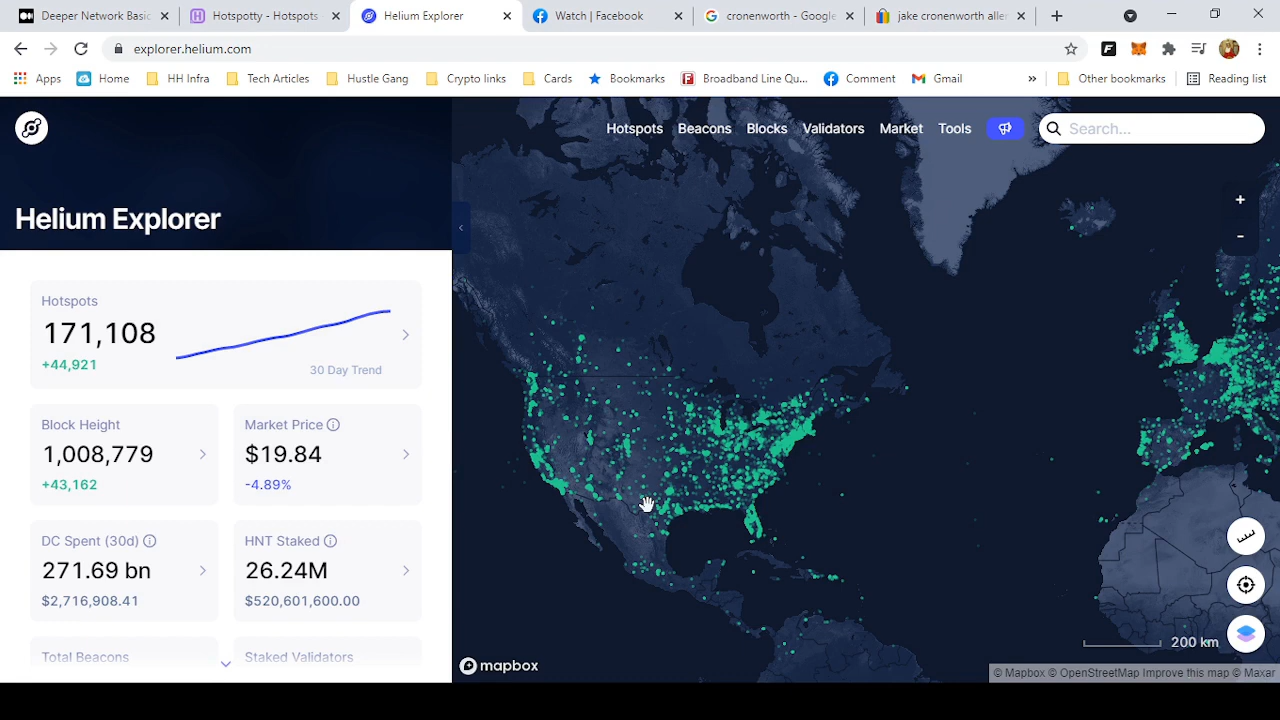 Deeper Network Basic
Hotspotty - Hotspots
Helium Explorer
Watch | Facebook
cronenworth - Google
jake cronenworth aller
explorer.helium.com
Apps
Home
HH Infra
Tech Articles
Hustle Gang
Crypto links
Cards
Bookmarks
Broadband Line Qu...
Comment
Gmail
»
Other bookmarks
Reading list
Hotspots
Beacons
Blocks
Validators
Market
Tools
Search...
Helium Explorer
Hotspots
171,108
+44,921
30 Day Trend
Block Height
1,008,779
+43,162
Market Price
$19.84
-4.89%
DC Spent (30d)
271.69 bn
$2,716,908.41
HNT Staked
26.24M
$520,601,600.00
Total Beacons
Staked Validators
+
-
200 km
mapbox
© Mapbox © OpenStreetMap Improve this map © Maxar